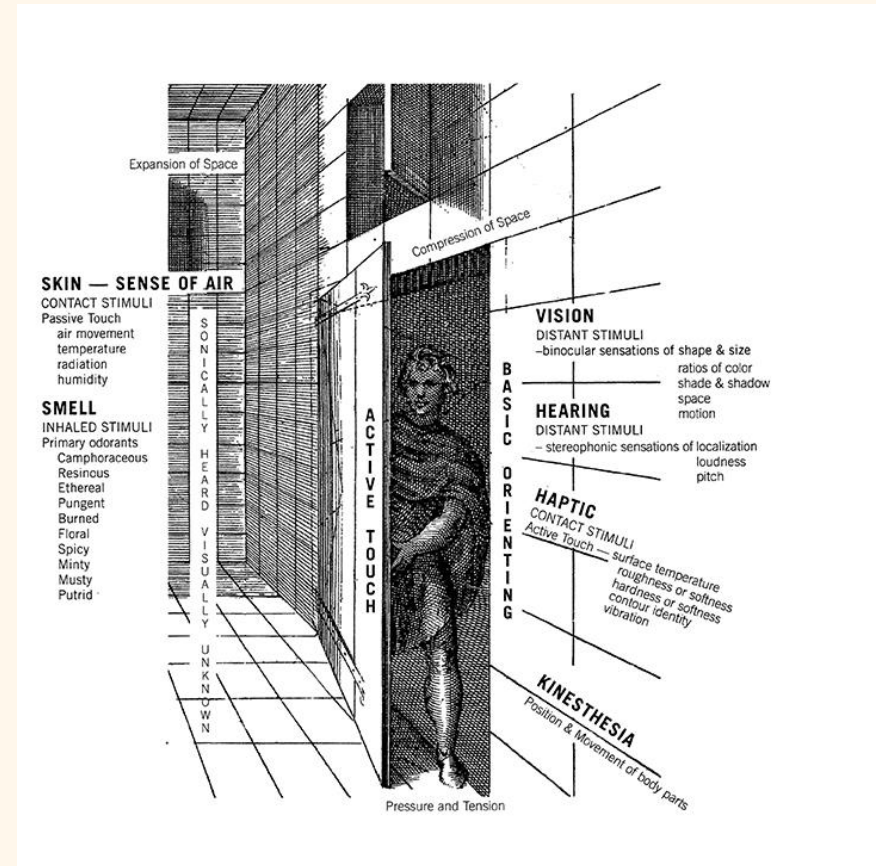 Expansion of Space
Compression of Space
SKIN — SENSE OF AIR
CONTACT STIMULI
Passive Touch
air movement
temperature
radiation
humidity
SMELL
INHALED STIMULI
Primary odorants
Camphoraceous
Resinous
Ethereal
Pungent
Burned
Floral
Spicy
Minty
Musty
Putrid
SONICALLY HEARD VISUALLY UNKNOWN
ACTIVE TOUCH
BASIC ORIENTING
VISION
DISTANT STIMULI
–binocular sensations of shape & size
ratios of color
shade & shadow
space
motion
HEARING
DISTANT STIMULI
– stereophonic sensations of localization
loudness
pitch
HAPTIC
CONTACT STIMULI
Active Touch — surface temperature
roughness or softness
hardness or softness
contour identity
vibration
KINESTHESIA
Position & Movement of body parts
Pressure and Tension